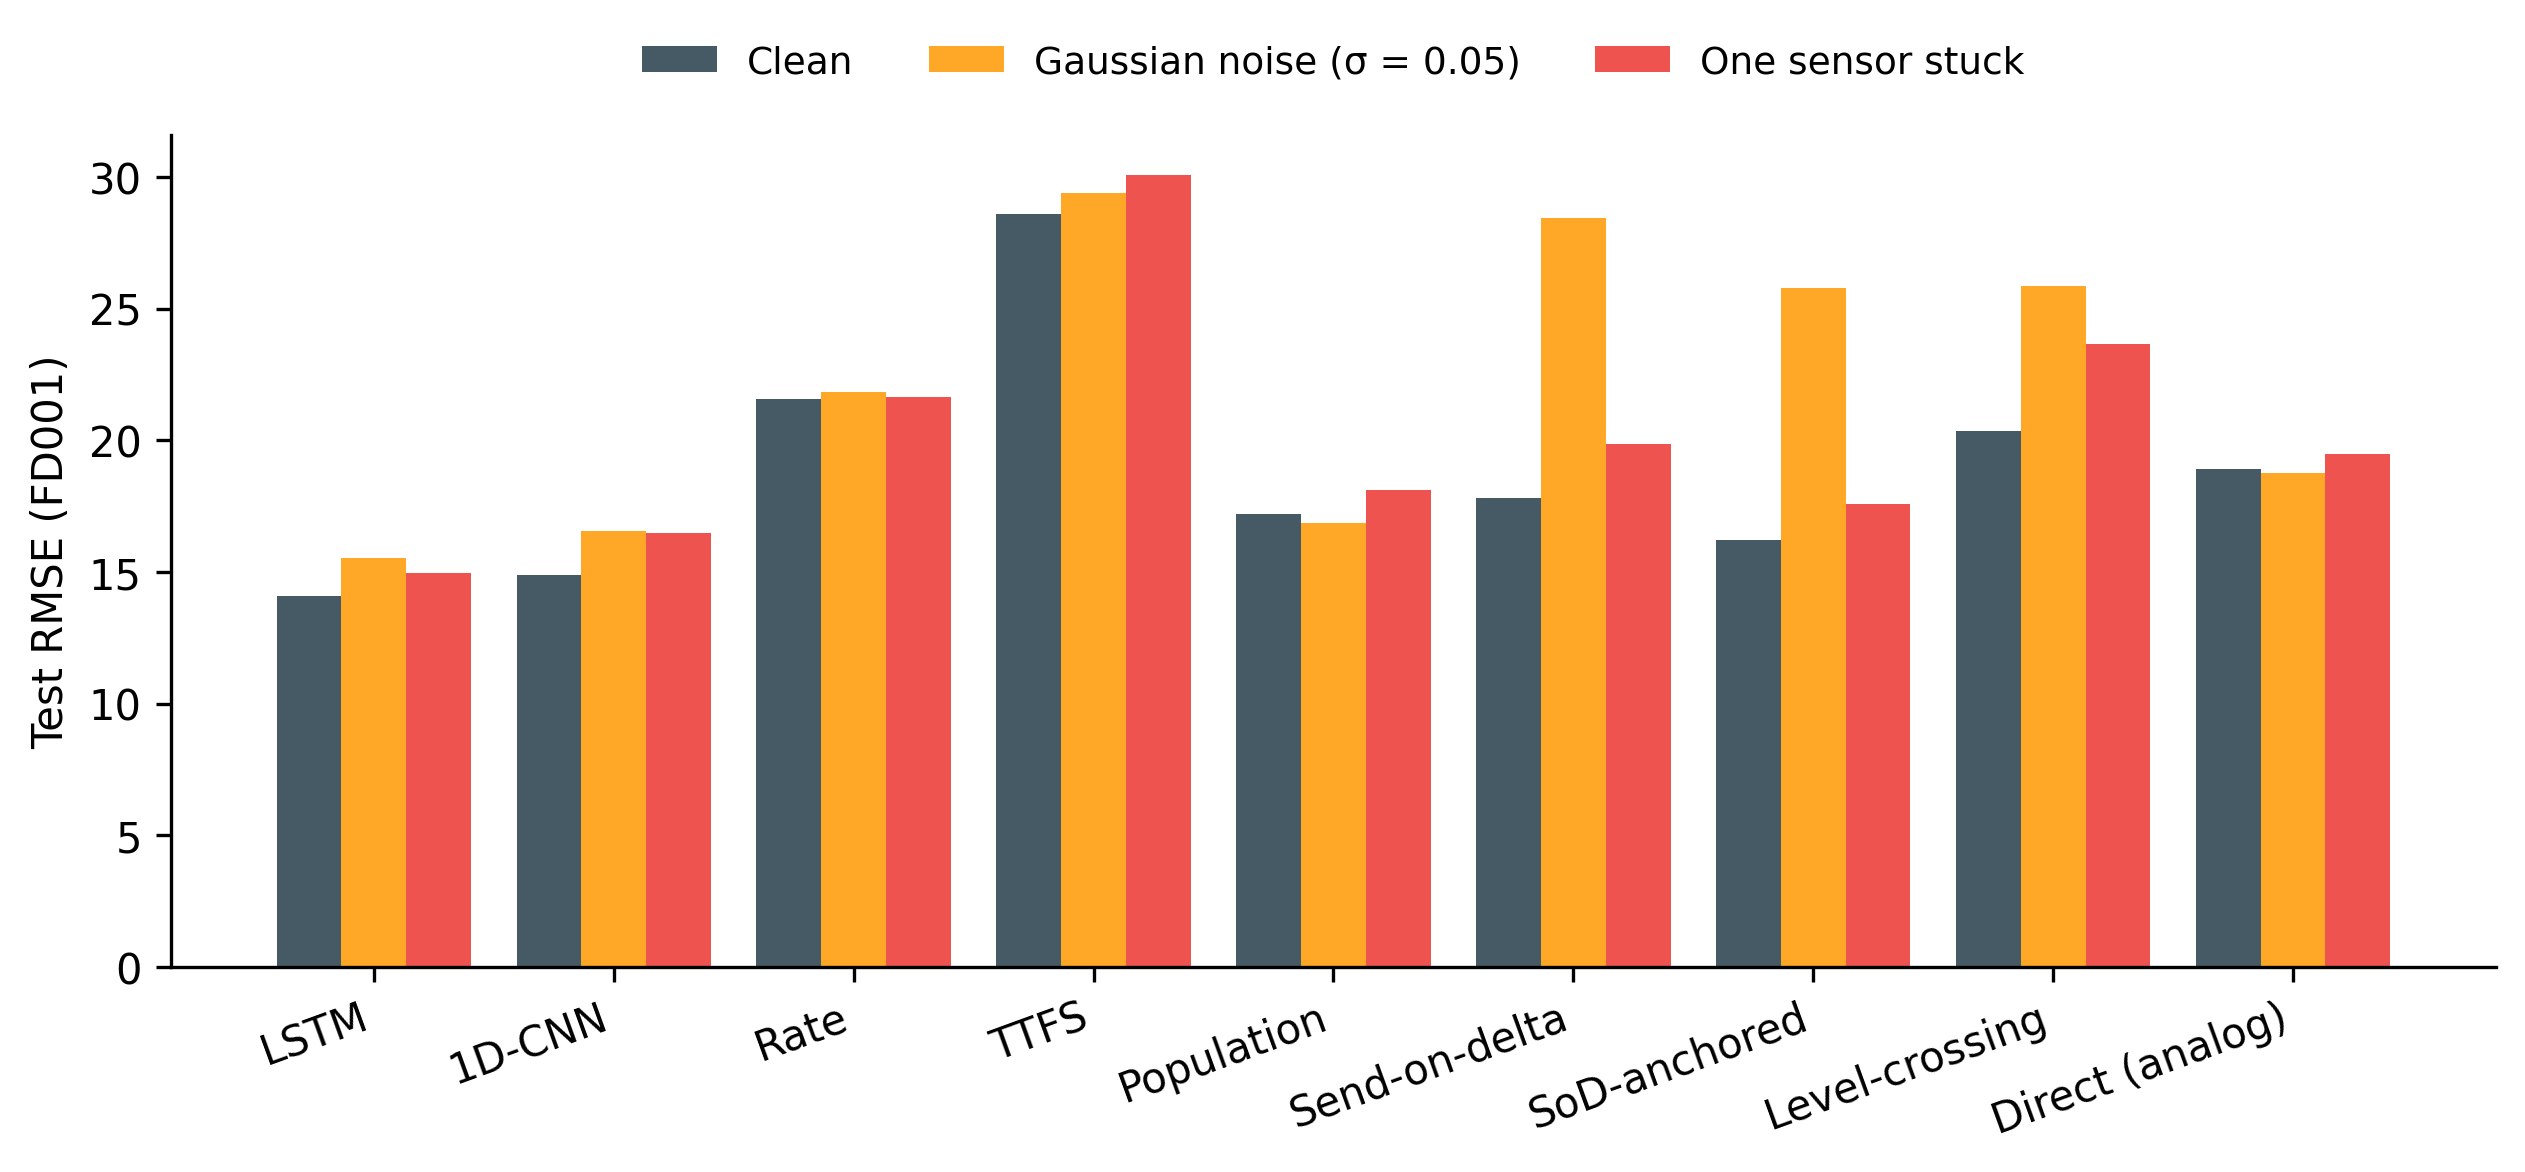 Clean
Gaussian noise (σ = 0.05)
One sensor stuck
Test RMSE (FD001)
30
25
20
15
10
5
0
LSTM
1D-CNN
Rate
TTFS
Population
Send-on-delta
SoD-anchored
Level-crossing
Direct (analog)